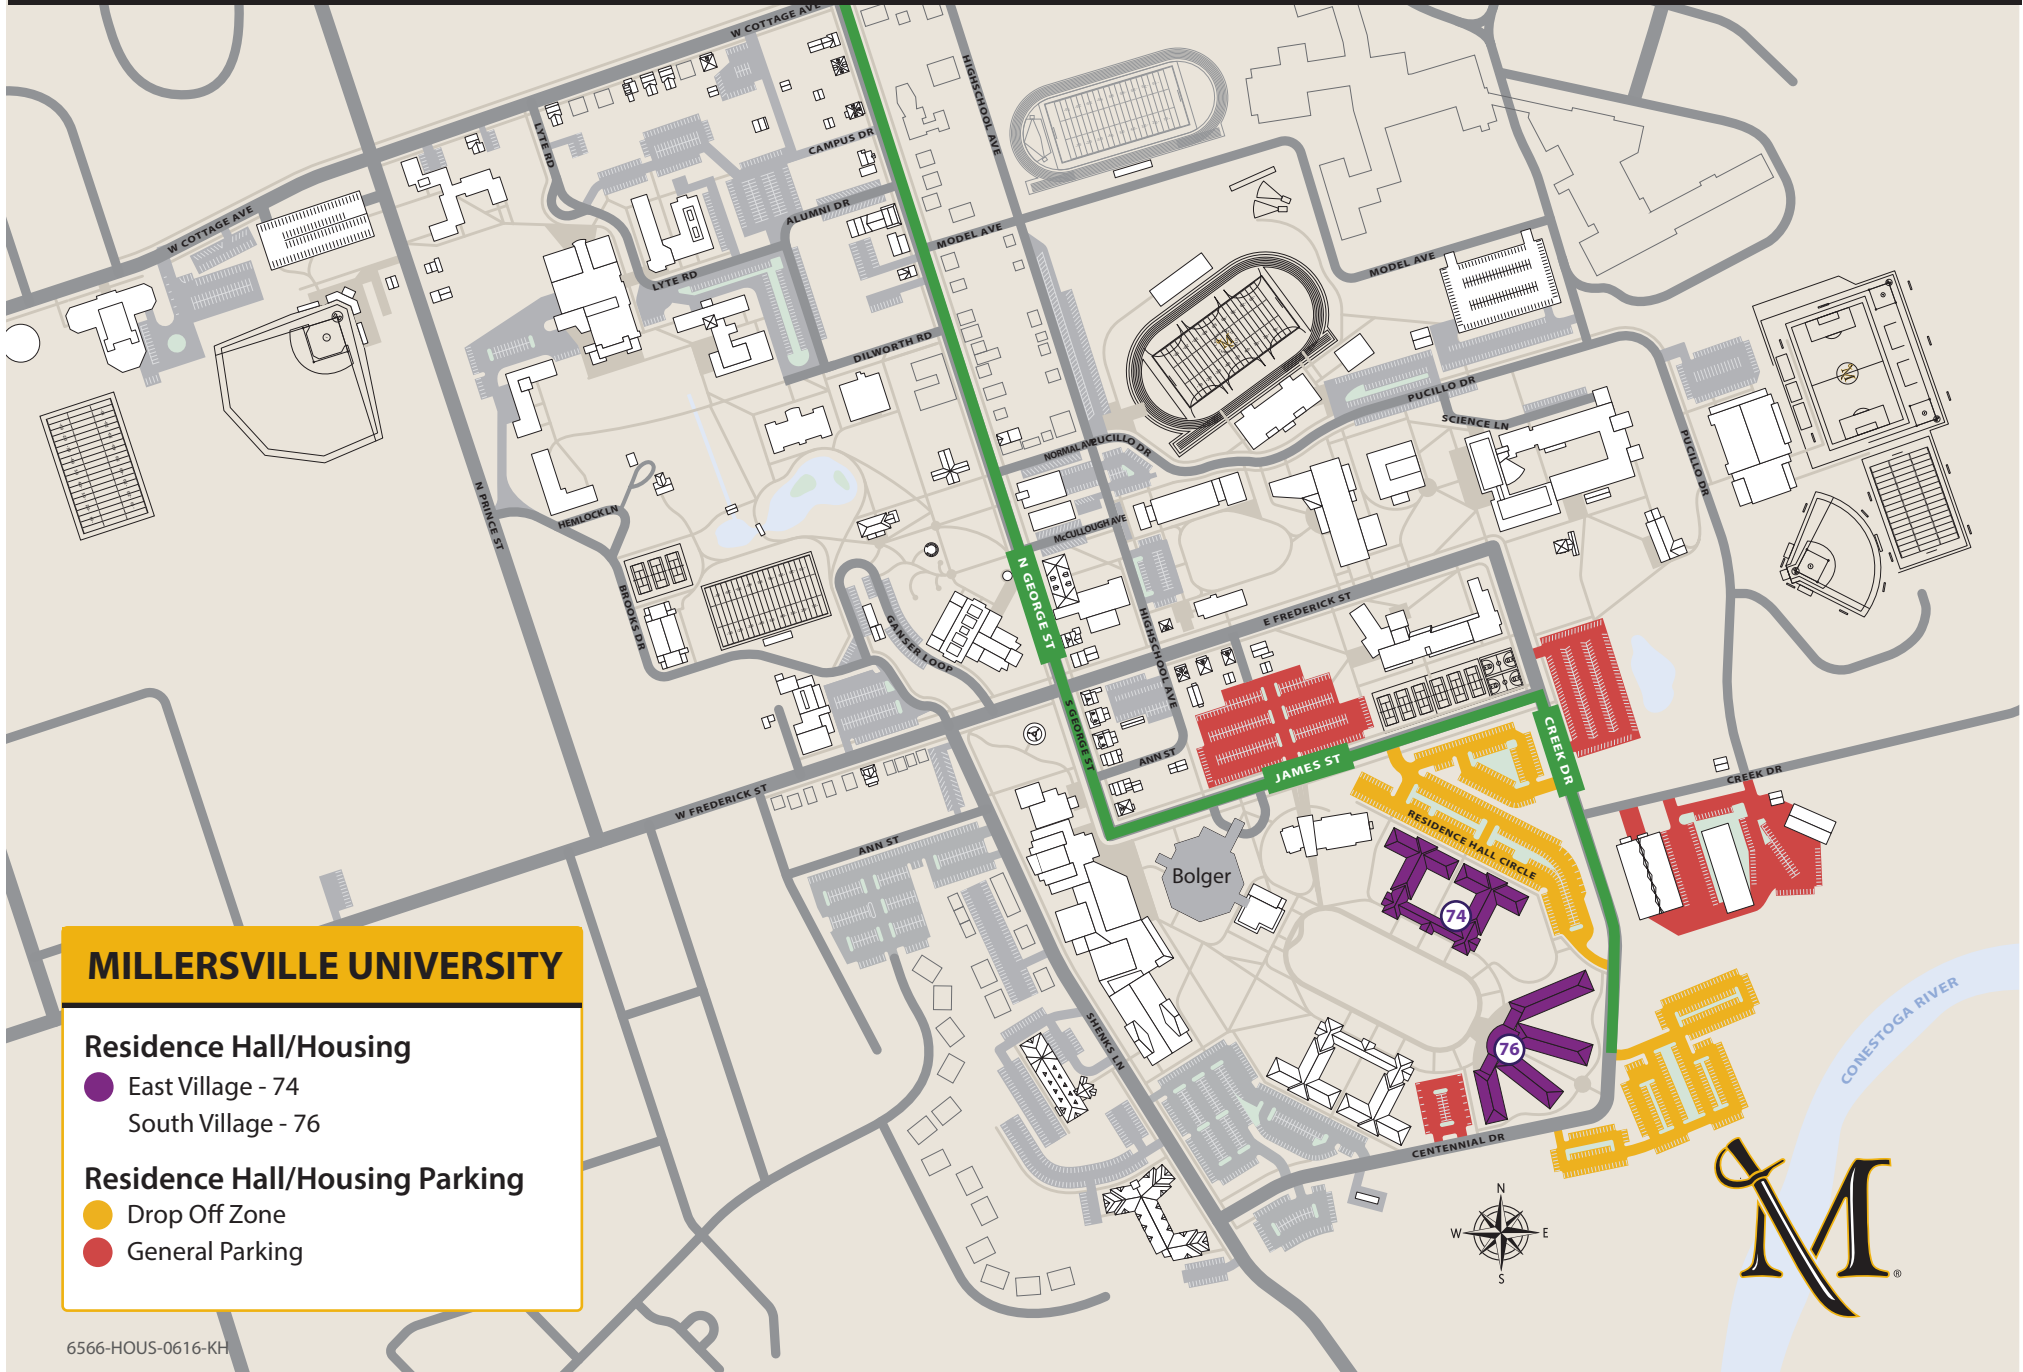 W COTTAGE AVE
HIGHSCHOOL AVE
LYTE RD
CAMPUS DR
W COTTAGE AVE
ALUMNI DR
MODEL AVE
MODEL AVE
LYTE RD
DILWORTH RD
M
M
PUCILLO DR
SCIENCE LN
NORMAL AVE
PUCILLO DR
PUCILLO DR
N PRINCE ST
HEMLOCK LN
McCULLOUGH AVE
N GEORGE ST
BROOKS DR
GANSER LOOP
HIGHSCHOOL AVE
E FREDERICK ST
S GEORGE ST
ANN ST
JAMES ST
CREEK DR
CREEK DR
W FREDERICK ST
ANN ST
RESIDENCE HALL CIRCLE
Bolger
74
76
SHENKS LN
CENTENNIAL DR
CONESTOGA RIVER
MILLERSVILLE UNIVERSITY
Residence Hall/Housing
East Village - 74
South Village - 76
Residence Hall/Housing Parking
Drop Off Zone
General Parking
N
W E
S
M®
6566-HOUS-0616-KH